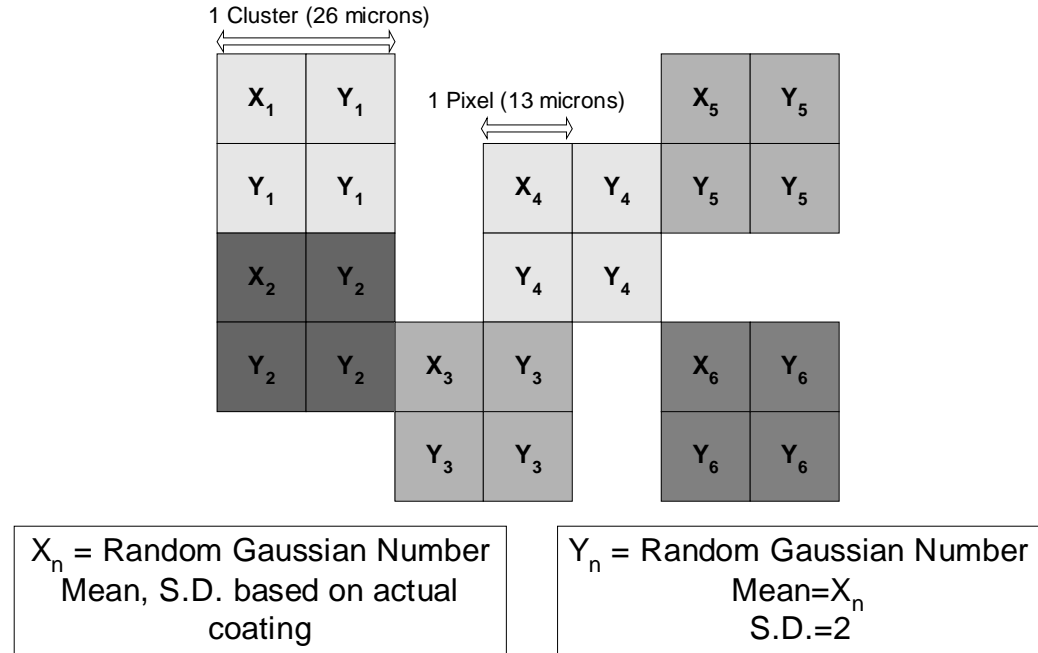 1 Cluster (26 microns)
X₁ Y₁ X₅ Y₅
1 Pixel (13 microns)
Y₁ Y₁ X₄ Y₄ Y₅ Y₅
X₂ Y₂ Y₄ Y₄
Y₂ Y₂ X₃ Y₃ X₆ Y₆
Y₃ Y₃ Y₆ Y₆
Xₙ = Random Gaussian Number
Mean, S.D. based on actual
coating
Yₙ = Random Gaussian Number
Mean=Xₙ
S.D.=2